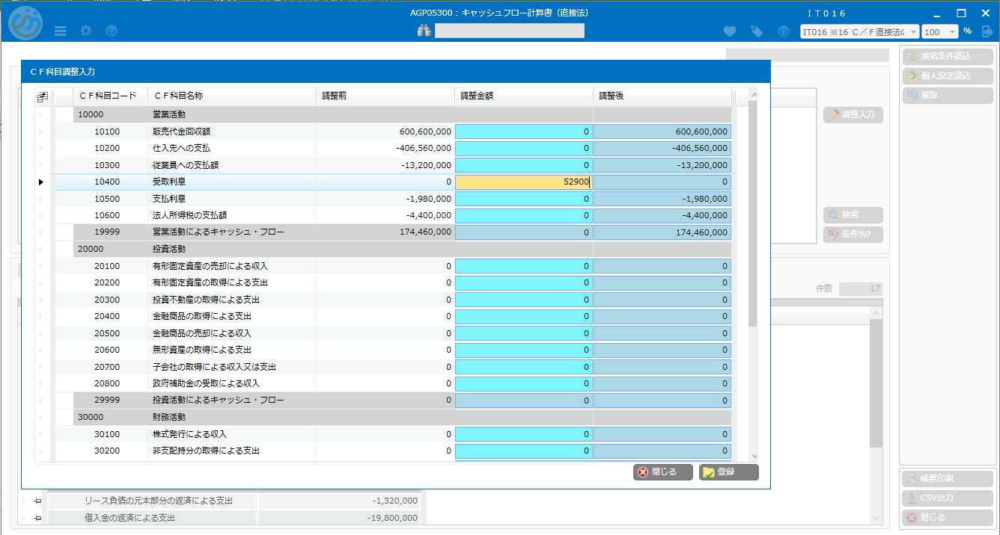 AGP05300：キャッシュフロー計算書（直接法）
ＩＴ０１６
IT016 ※16 Ｃ／Ｆ直接法の
100
%
ＣＦ科目調整入力
検索条件読込
個人設定読込
解除
調整入力
検索
条件ｸﾘｱ
件数 17
ＣＦ科目コード ＣＦ科目名称 調整前 調整金額 調整後
10000 営業活動
10100 販売代金回収額 600,600,000 0 600,600,000
10200 仕入先への支払 -406,560,000 0 -406,560,000
10300 従業員への支払額 -13,200,000 0 -13,200,000
10400 受取利息 0 52900 0
10500 支払利息 -1,980,000 0 -1,980,000
10600 法人所得税の支払額 -4,400,000 0 -4,400,000
19999 営業活動によるキャッシュ・フロー 174,460,000 0 174,460,000
20000 投資活動
20100 有形固定資産の売却による収入 0 0 0
20200 有形固定資産の取得による支出 0 0 0
20300 投資不動産の取得による支出 0 0 0
20400 金融商品の取得による支出 0 0 0
20500 金融商品の売却による収入 0 0 0
20600 無形資産の取得による支出 0 0 0
20700 子会社の取得による収入又は支出 0 0 0
20800 政府補助金の受取による収入 0 0 0
29999 投資活動によるキャッシュ・フロー 0 0 0
30000 財務活動
30100 株式発行による収入 0 0 0
30200 非支配持分の取得による支出 0 0 0
閉じる
登録
リース負債の元本部分の返済による支出 -1,320,000
借入金の返済による支出 -19,800,000
帳票印刷
CSV出力
閉じる